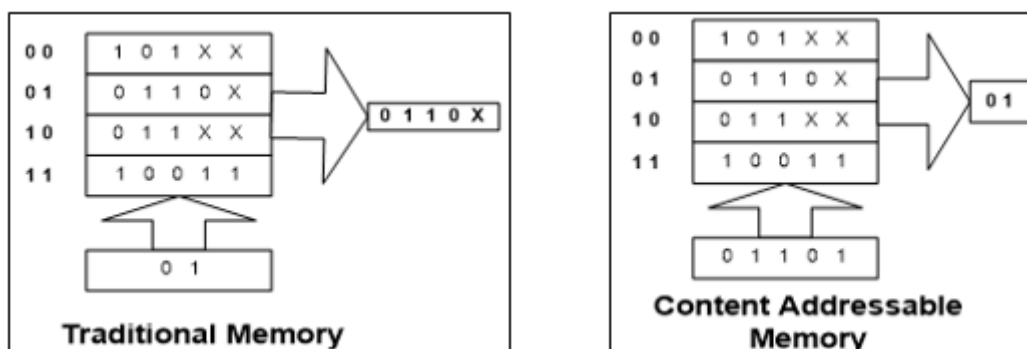 00 1 0 1 X X
01 0 1 1 0 X
10 0 1 1 X X
11 1 0 0 1 1
0 1 1 0 X
0 1
Traditional Memory
00 1 0 1 X X
01 0 1 1 0 X
10 0 1 1 X X
11 1 0 0 1 1
0 1
0 1 1 0 1
Content Addressable
Memory